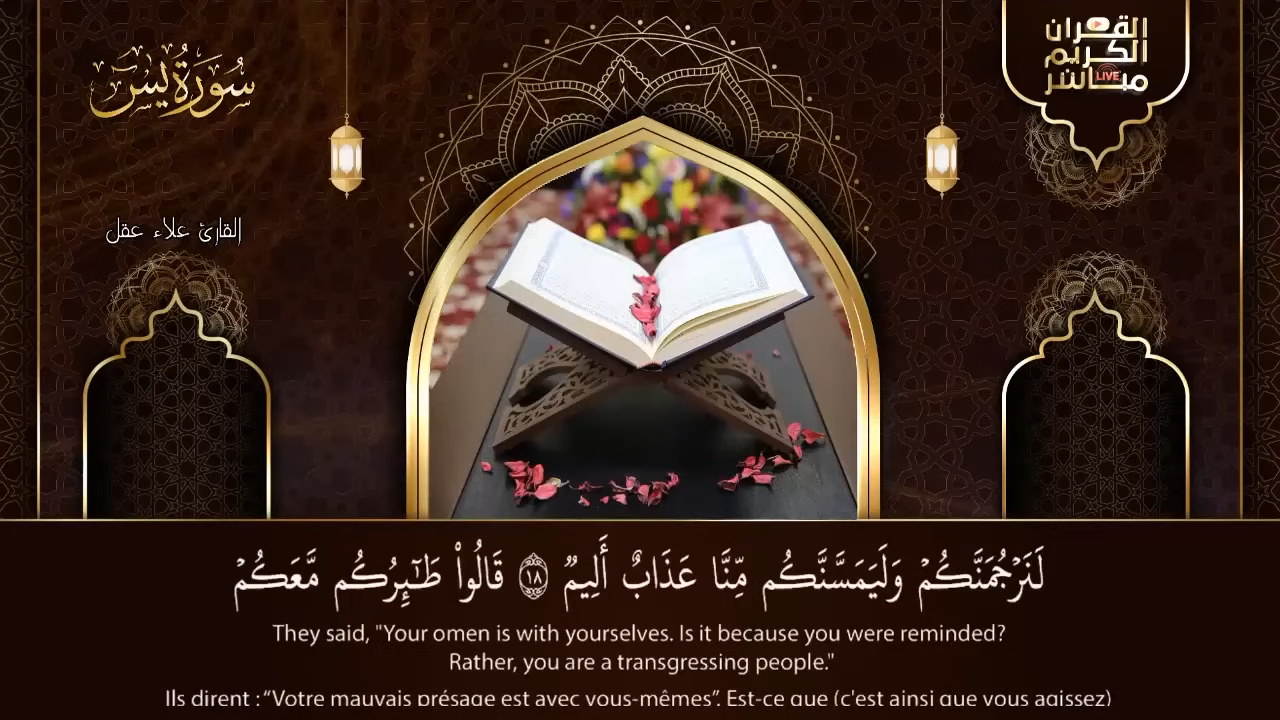 سُورَةُ يسٓ
القرآن
الكريم
مباشر
LIVE
القارئ علاء عقل
لَنَرۡجُمَنَّكُمۡ وَلَيَمَسَّنَّكُم مِّنَّا عَذَابٌ أَلِيمٌ ١٨ قَالُواْ طَٰٓئِرُكُم مَّعَكُمۡ
They said, "Your omen is with yourselves. Is it because you were reminded?
Rather, you are a transgressing people."
Ils dirent : “Votre mauvais présage est avec vous-mêmes”. Est-ce que (c'est ainsi que vous agissez)